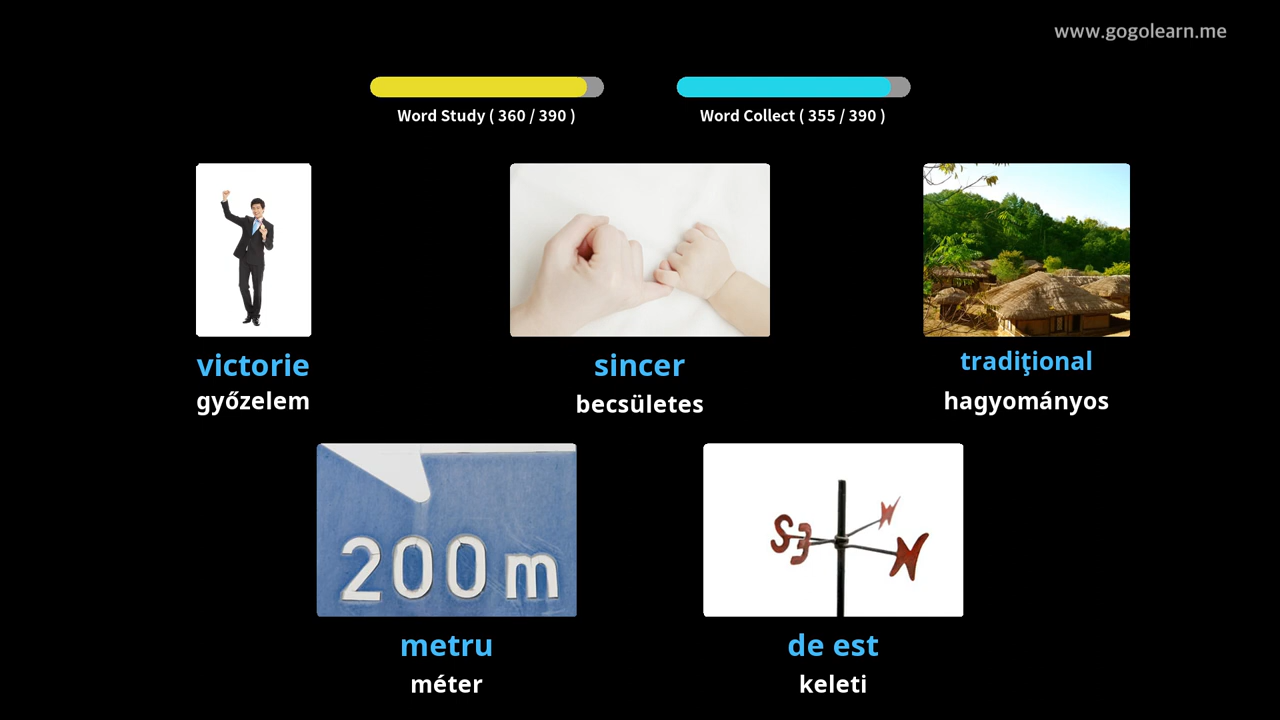 www.gogolearn.me
Word Study ( 360 / 390 )
Word Collect ( 355 / 390 )
victorie
győzelem
sincer
becsületes
tradiţional
hagyományos
200 m
metru
méter
S E N
de est
keleti